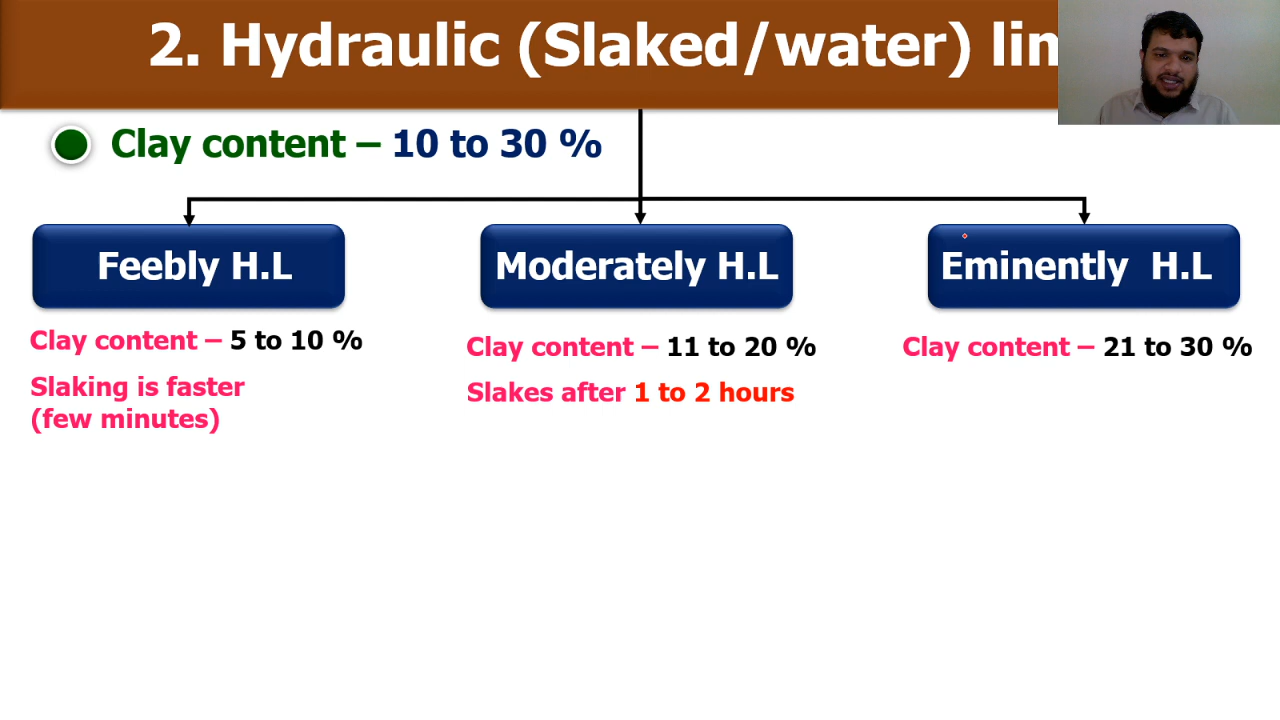 2. Hydraulic (Slaked/water)
Clay content – 10 to 30 %
Feebly H.L
Moderately H.L
Eminently H.L
Clay content – 5 to 10 %
Clay content – 11 to 20 %
Clay content – 21 to 30 %
Slaking is faster
(few minutes)
Slakes after 1 to 2 hours